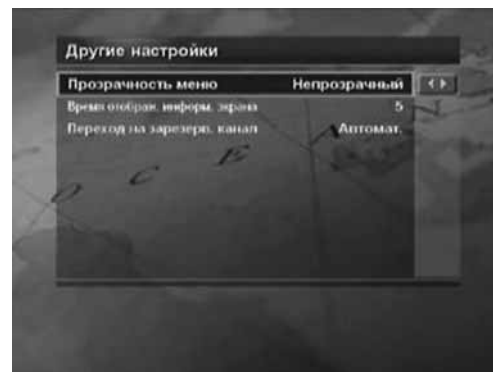 Другие настройки
Прозрачность меню Непрозрачный
Время отображ. информ. экрана 5
Переход на зарезерв. канал Автомат.
O C E A